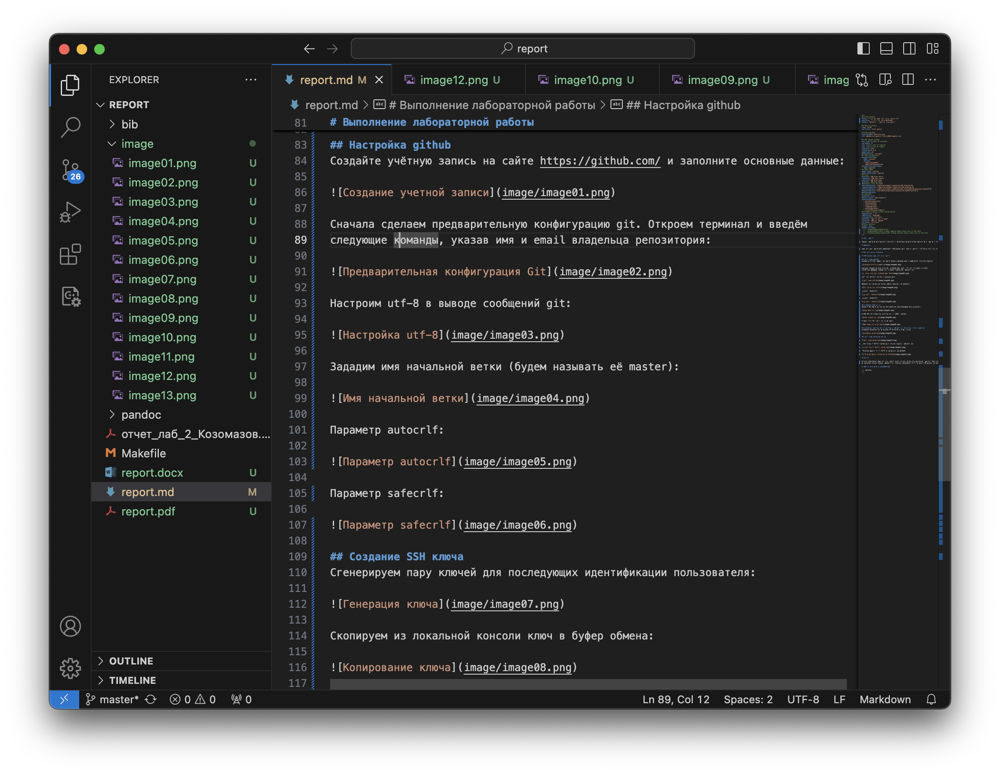 report
EXPLORER
REPORT
bib
image
image01.png U
image02.png U
image03.png U
image04.png U
image05.png U
image06.png U
image07.png U
image08.png U
image09.png U
image10.png U
image11.png U
image12.png U
image13.png U
pandoc
отчет_лаб_2_Козомазов....
Makefile
report.docx U
report.md M
report.pdf U
OUTLINE
TIMELINE
26
report.md M image12.png U image10.png U image09.png U imag
report.md > # Выполнение лабораторной работы > ## Настройка github
81 # Выполнение лабораторной работы
83 ## Настройка github
84 Создайте учётную запись на сайте https://github.com/ и заполните основные данные:
85
86 ![Создание учетной записи](image/image01.png)
87
88 Сначала сделаем предварительную конфигурацию git. Откроем терминал и введём
89 следующие команды, указав имя и email владельца репозитория:
90
91 ![Предварительная конфигурация Git](image/image02.png)
92
93 Настроим utf-8 в выводе сообщений git:
94
95 ![Настройка utf-8](image/image03.png)
96
97 Зададим имя начальной ветки (будем называть её master):
98
99 ![Имя начальной ветки](image/image04.png)
100
101 Параметр autocrlf:
102
103 ![Параметр autocrlf](image/image05.png)
104
105 Параметр safecrlf:
106
107 ![Параметр safecrlf](image/image06.png)
108
109 ## Создание SSH ключа
110 Сгенерируем пару ключей для последующих идентификации пользователя:
111
112 ![Генерация ключа](image/image07.png)
113
114 Скопируем из локальной консоли ключ в буфер обмена:
115
116 ![Копирование ключа](image/image08.png)
117
master* 0 0 0 Ln 89, Col 12 Spaces: 2 UTF-8 LF Markdown